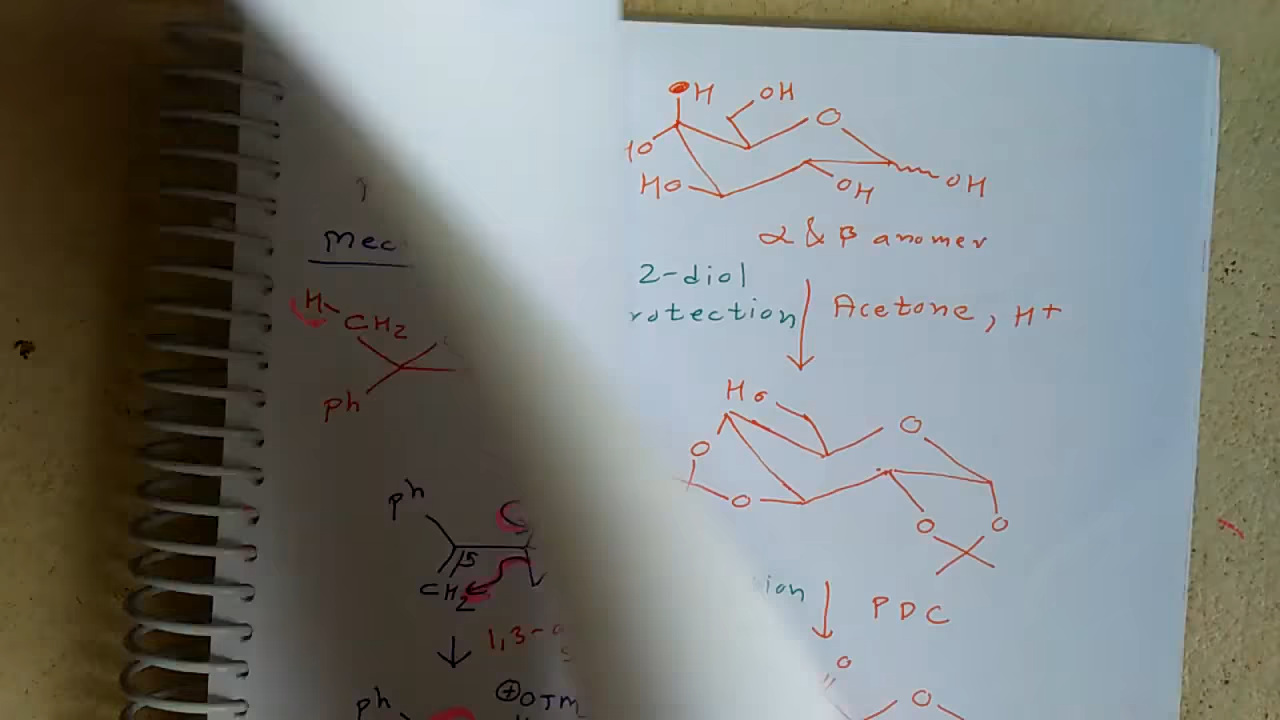 Mec
H
CH2
Ph
Ph
CH2
β
1,3-
Ph
⊕OTM
OH
OH
O
HO
OH
OH
α & β anomer
2-diol
rotection
Acetone, H+
HO
O
O
O
O
O
ion
PDC
O
O